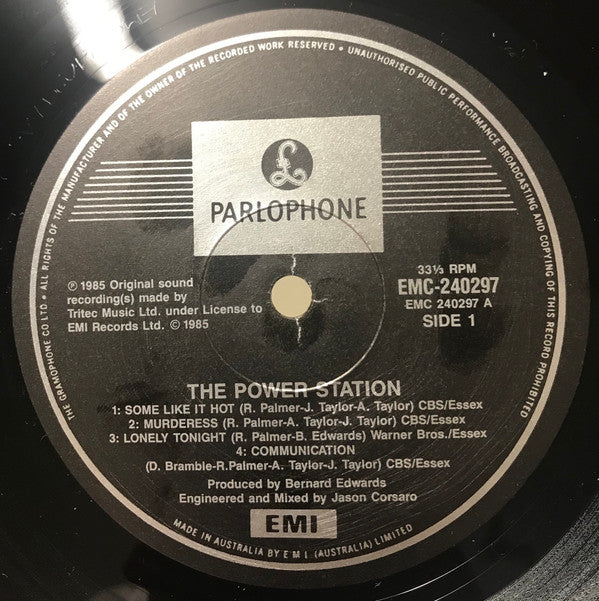 ALL RIGHTS OF THE MANUFACTURER AND OF THE OWNER OF THE RECORDED WORK RESERVED • UNAUTHORISED PUBLIC PERFORMANCE BROADCASTING AND COPYING OF THIS RECORD PROHIBITED
THE GRAMOPHONE CO LTD •
£
PARLOPHONE
℗ 1985 Original sound
recording(s) made by
Tritec Music Ltd. under License to
EMI Records Ltd. © 1985
33⅓ RPM
EMC-240297
EMC 240297 A
SIDE 1
THE POWER STATION
1: SOME LIKE IT HOT (R. Palmer-J. Taylor-A. Taylor) CBS/Essex
2: MURDERESS (R. Palmer-A. Taylor-J. Taylor) CBS/Essex
3: LONELY TONIGHT (R. Palmer-B. Edwards) Warner Bros./Essex
4: COMMUNICATION
(D. Bramble-R.Palmer-A. Taylor-J. Taylor) CBS/Essex
Produced by Bernard Edwards
Engineered and Mixed by Jason Corsaro
EMI
MADE IN AUSTRALIA BY E M I (AUSTRALIA) LIMITED